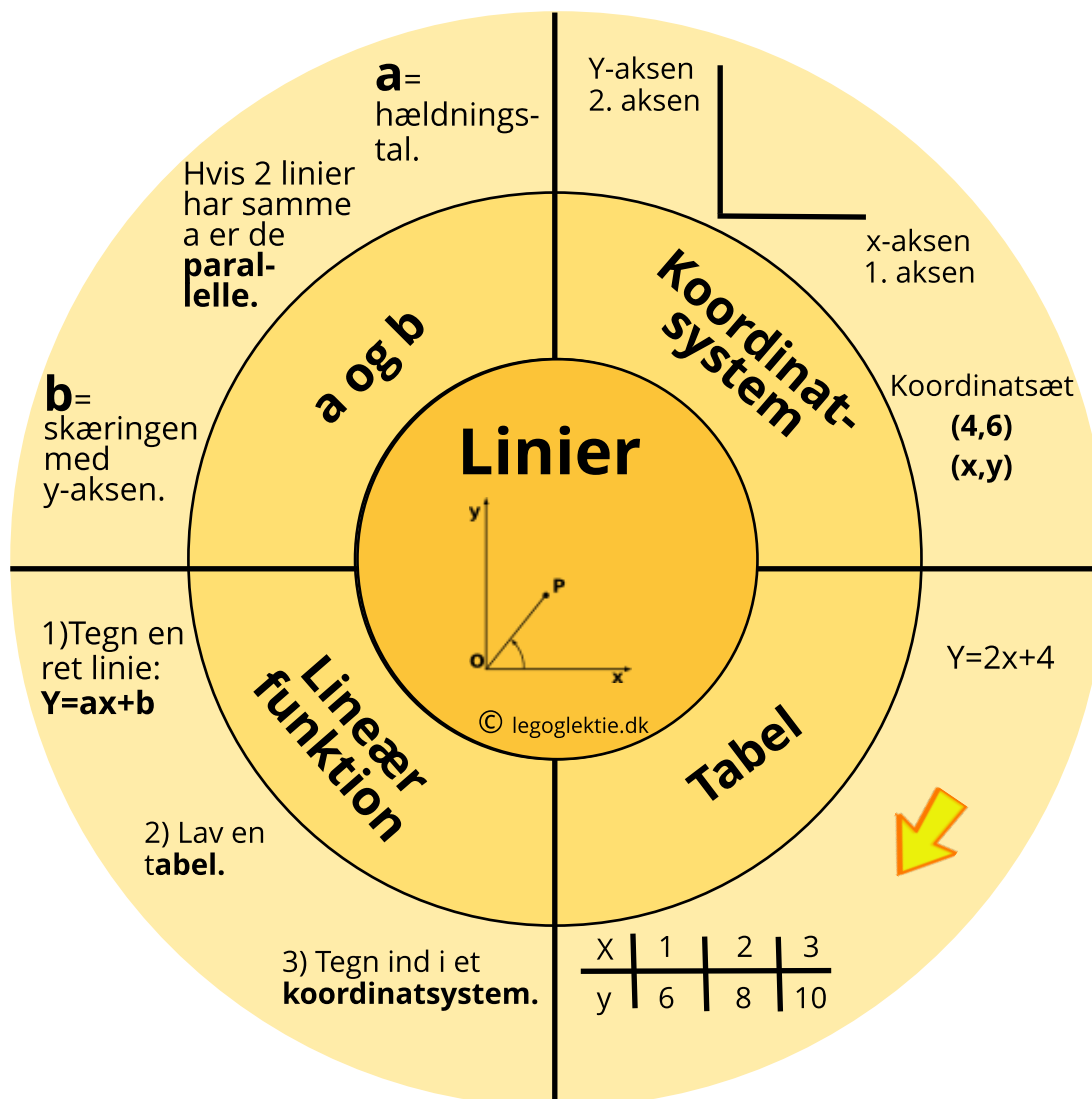 a=
hældnings-
tal.
Hvis 2 linier
har samme
a er de
paral-
lelle.
b=
skæringen
med
y-aksen.
a og b
Y-aksen
2. aksen
x-aksen
1. aksen
Koordinatsæt
(4,6)
(x,y)
Koordinat-
system
Linier
y
P
O
x
© legoglektie.dk
1)Tegn en
ret linie:
Y=ax+b
2) Lav en
tabel.
3) Tegn ind i et
koordinatsystem.
Lineær
funktion
Tabel
Y=2x+4
X 1 2 3
y 6 8 10